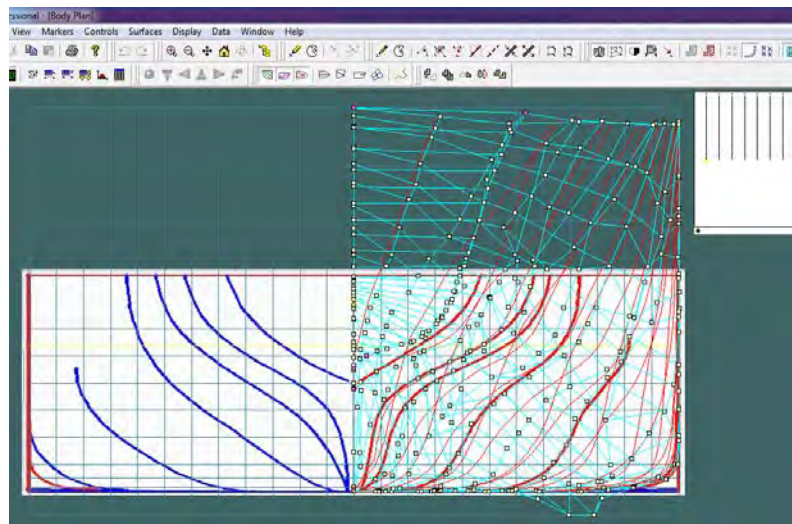 essional - [Body Plan]
View Markers Controls Surfaces Display Data Window Help